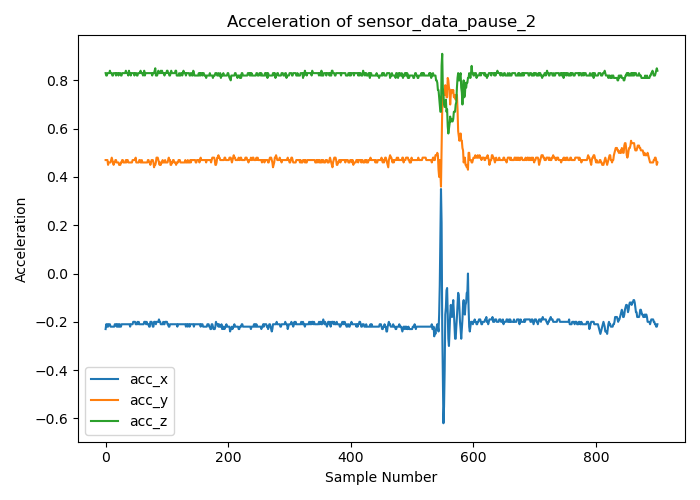 Acceleration of sensor_data_pause_2
Acceleration
0.8
0.6
0.4
0.2
0.0
−0.2
−0.4
−0.6
acc_x
acc_y
acc_z
0 200 400 600 800
Sample Number